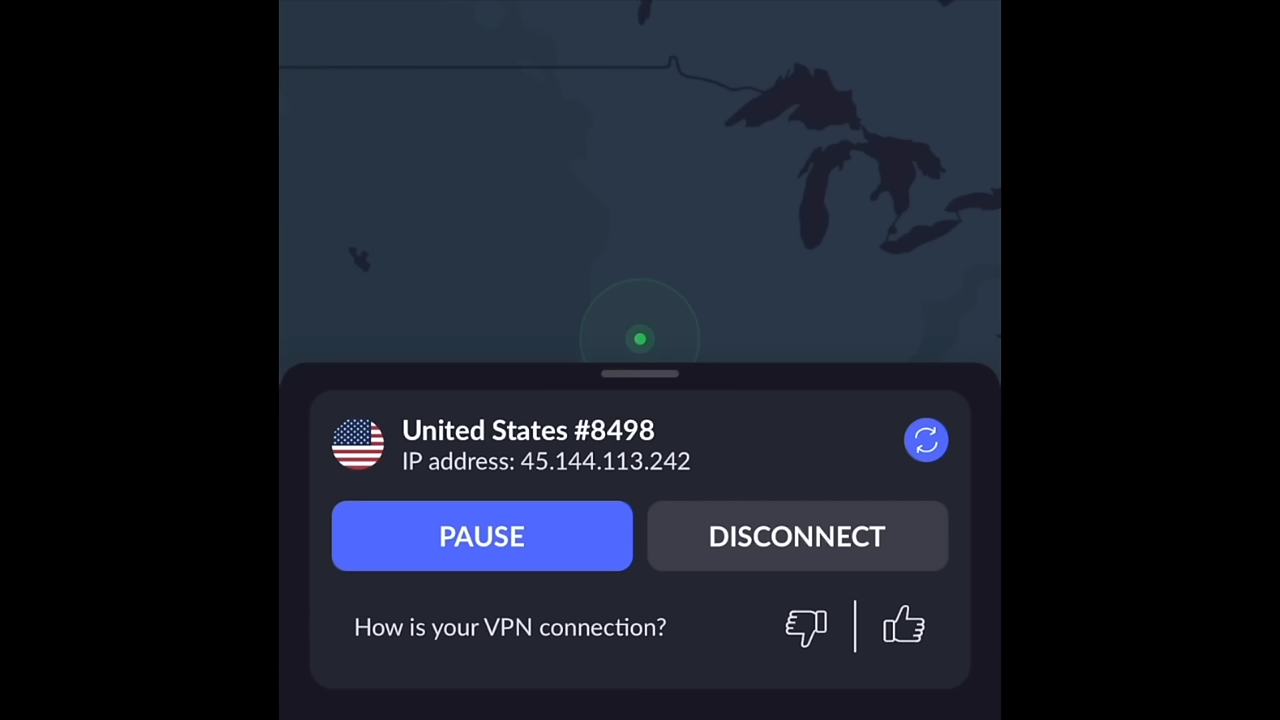 United States #8498
IP address: 45.144.113.242
PAUSE
DISCONNECT
How is your VPN connection?